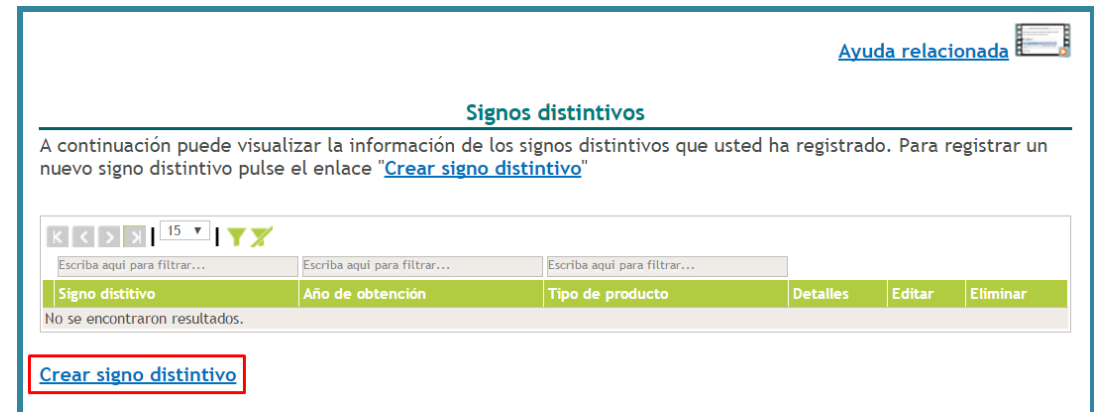 Ayuda relacionada
Signos distintivos
A continuación puede visualizar la información de los signos distintivos que usted ha registrado. Para registrar un
nuevo signo distintivo pulse el enlace "Crear signo distintivo"
15
Escriba aqui para filtrar... Escriba aqui para filtrar... Escriba aqui para filtrar...
Signo distitivo Año de obtención Tipo de producto Detalles Editar Eliminar
No se encontraron resultados.
Crear signo distintivo